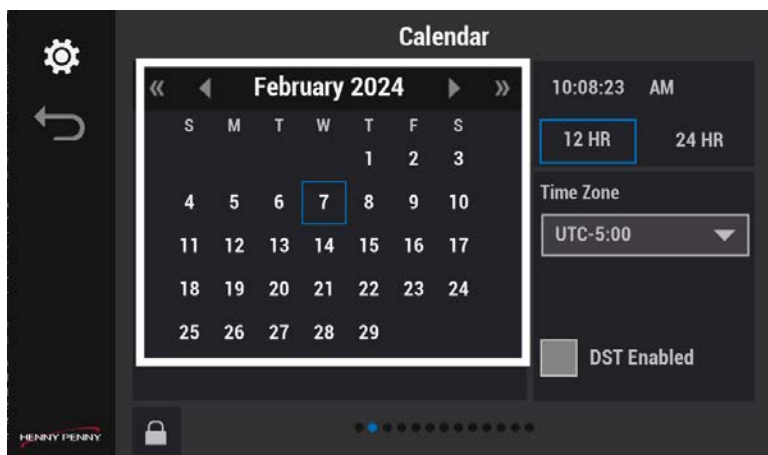 Calendar
« February 2024 »
S M T W T F S
1 2 3
4 5 6 7 8 9 10
11 12 13 14 15 16 17
18 19 20 21 22 23 24
25 26 27 28 29
10:08:23 AM
12 HR 24 HR
Time Zone
UTC-5:00
DST Enabled
HENNY PENNY